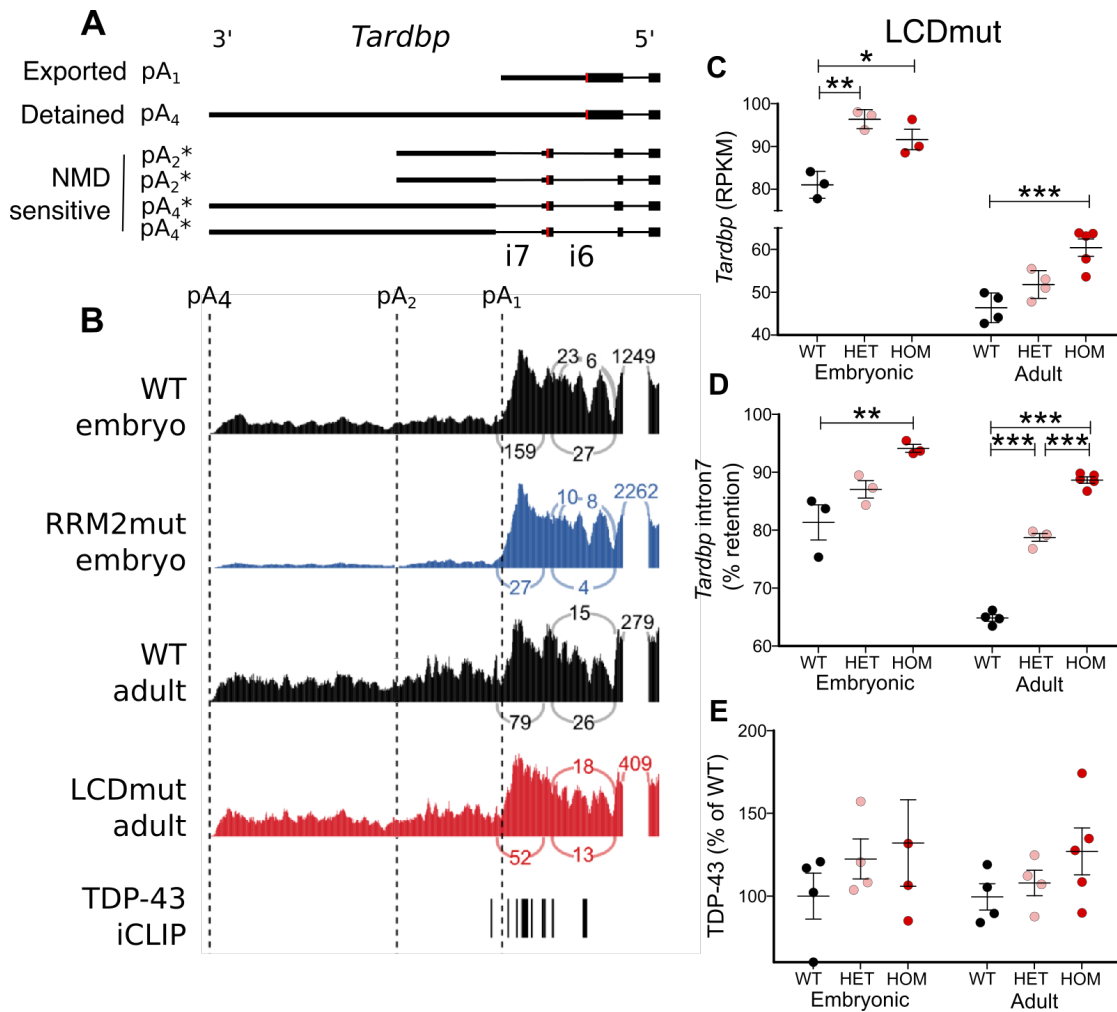 A
3' Tardbp 5'
Exported pA1
Detained pA4
NMD sensitive
pA2*
pA2*
pA4*
pA4*
i7 i6
B
pA4 pA2 pA1
WT embryo
23 6 1249
159 27
RRM2mut embryo
10 8 2262
27 4
WT adult
15 279
79 26
LCDmut adult
18 409
52 13
TDP-43 iCLIP
LCDmut
C
Tardbp (RPKM)
100
80
60
50
40
** * ***
WT HET HOM WT HET HOM
Embryonic Adult
D
Tardbp intron7 (% retention)
100
90
80
70
60
** *** *** ***
WT HET HOM WT HET HOM
Embryonic Adult
E
TDP-43 (% of WT)
200
150
100
WT HET HOM WT HET HOM
Embryonic Adult